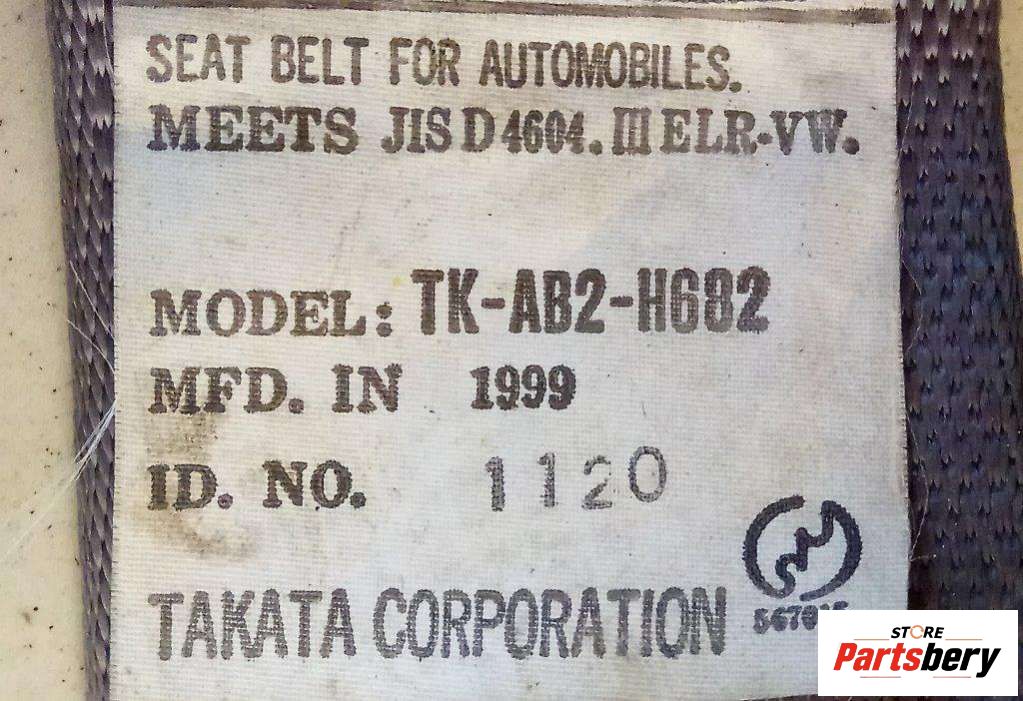 SEAT BELT FOR AUTOMOBILES.
MEETS JIS D 4604. III ELR-VW.
MODEL: TK-AB2-H682
MFD. IN 1999
ID. NO. 1120
TAKATA CORPORATION
STORE
Partsbery